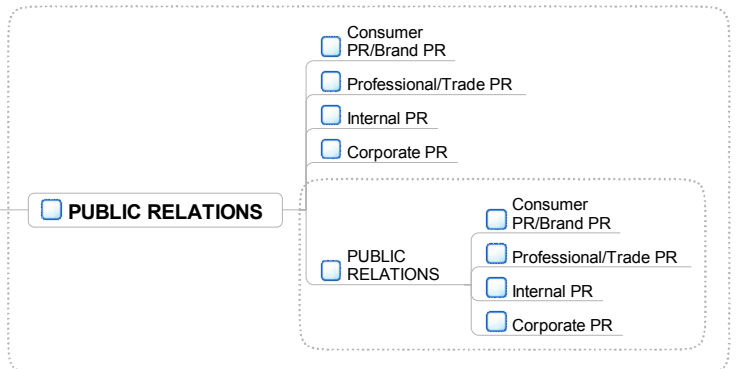 Consumer
PR/Brand PR
Professional/Trade PR
Internal PR
Corporate PR
PUBLIC RELATIONS
PUBLIC
RELATIONS
Consumer
PR/Brand PR
Professional/Trade PR
Internal PR
Corporate PR